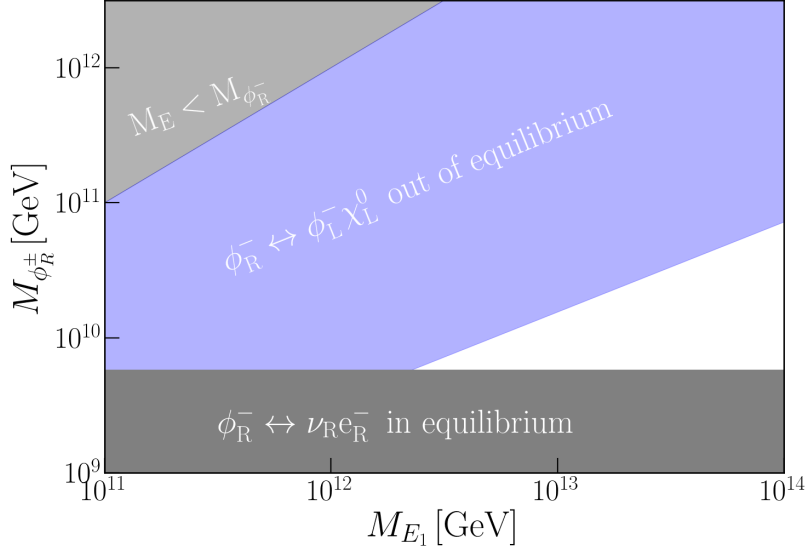 10¹²
M_E < M_{φ_R^-}
10¹¹
φ_R^- ↔ φ_L^- χ_L^0 out of equilibrium
M_{φ_R^±} [GeV]
10¹⁰
φ_R^- ↔ ν_R e_R^- in equilibrium
10⁹
10¹¹ 10¹² 10¹³ 10¹⁴
M_{E_1} [GeV]